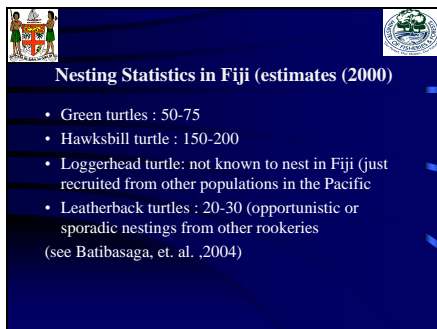 Nesting Statistics in Fiji (estimates (2000)
• Green turtles : 50-75
• Hawksbill turtle : 150-200
• Loggerhead turtle: not known to nest in Fiji (just
recruited from other populations in the Pacific
• Leatherback turtles : 20-30 (opportunistic or
sporadic nestings from other rookeries
(see Batibasaga, et. al. ,2004)